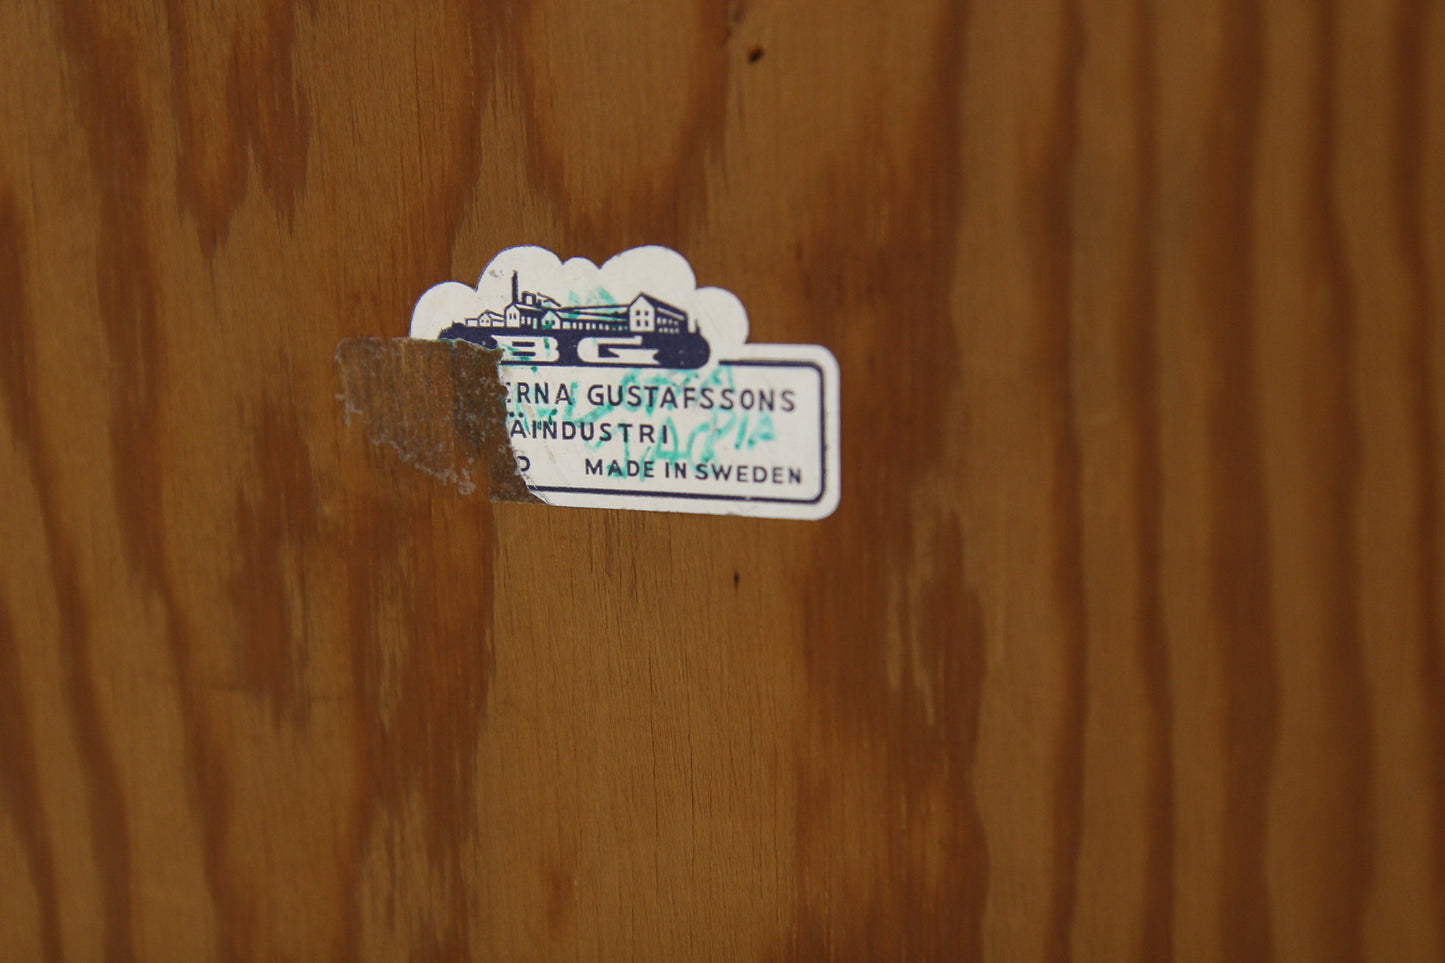 BG
ERNA GUSTAFSSONS
ÄINDUSTRI
D MADE IN SWEDEN